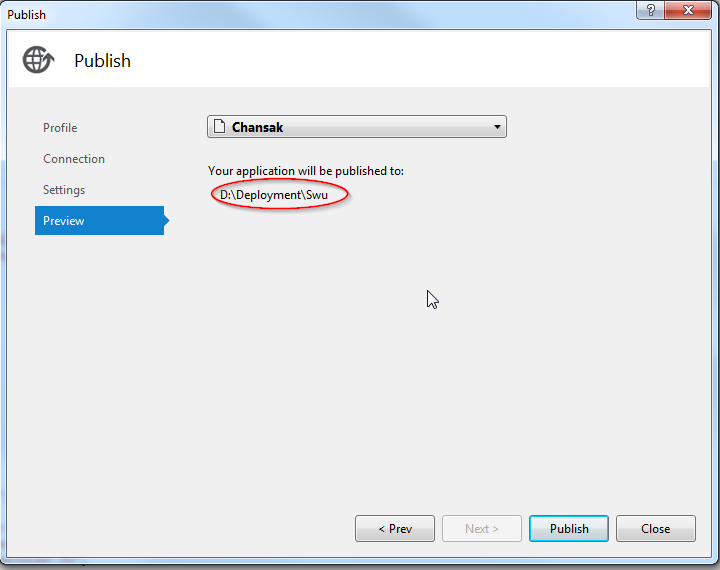 Publish
?
Publish
Profile
Connection
Settings
Preview
Chansak
Your application will be published to:
D:\Deployment\Swu
< Prev
Next >
Publish
Close